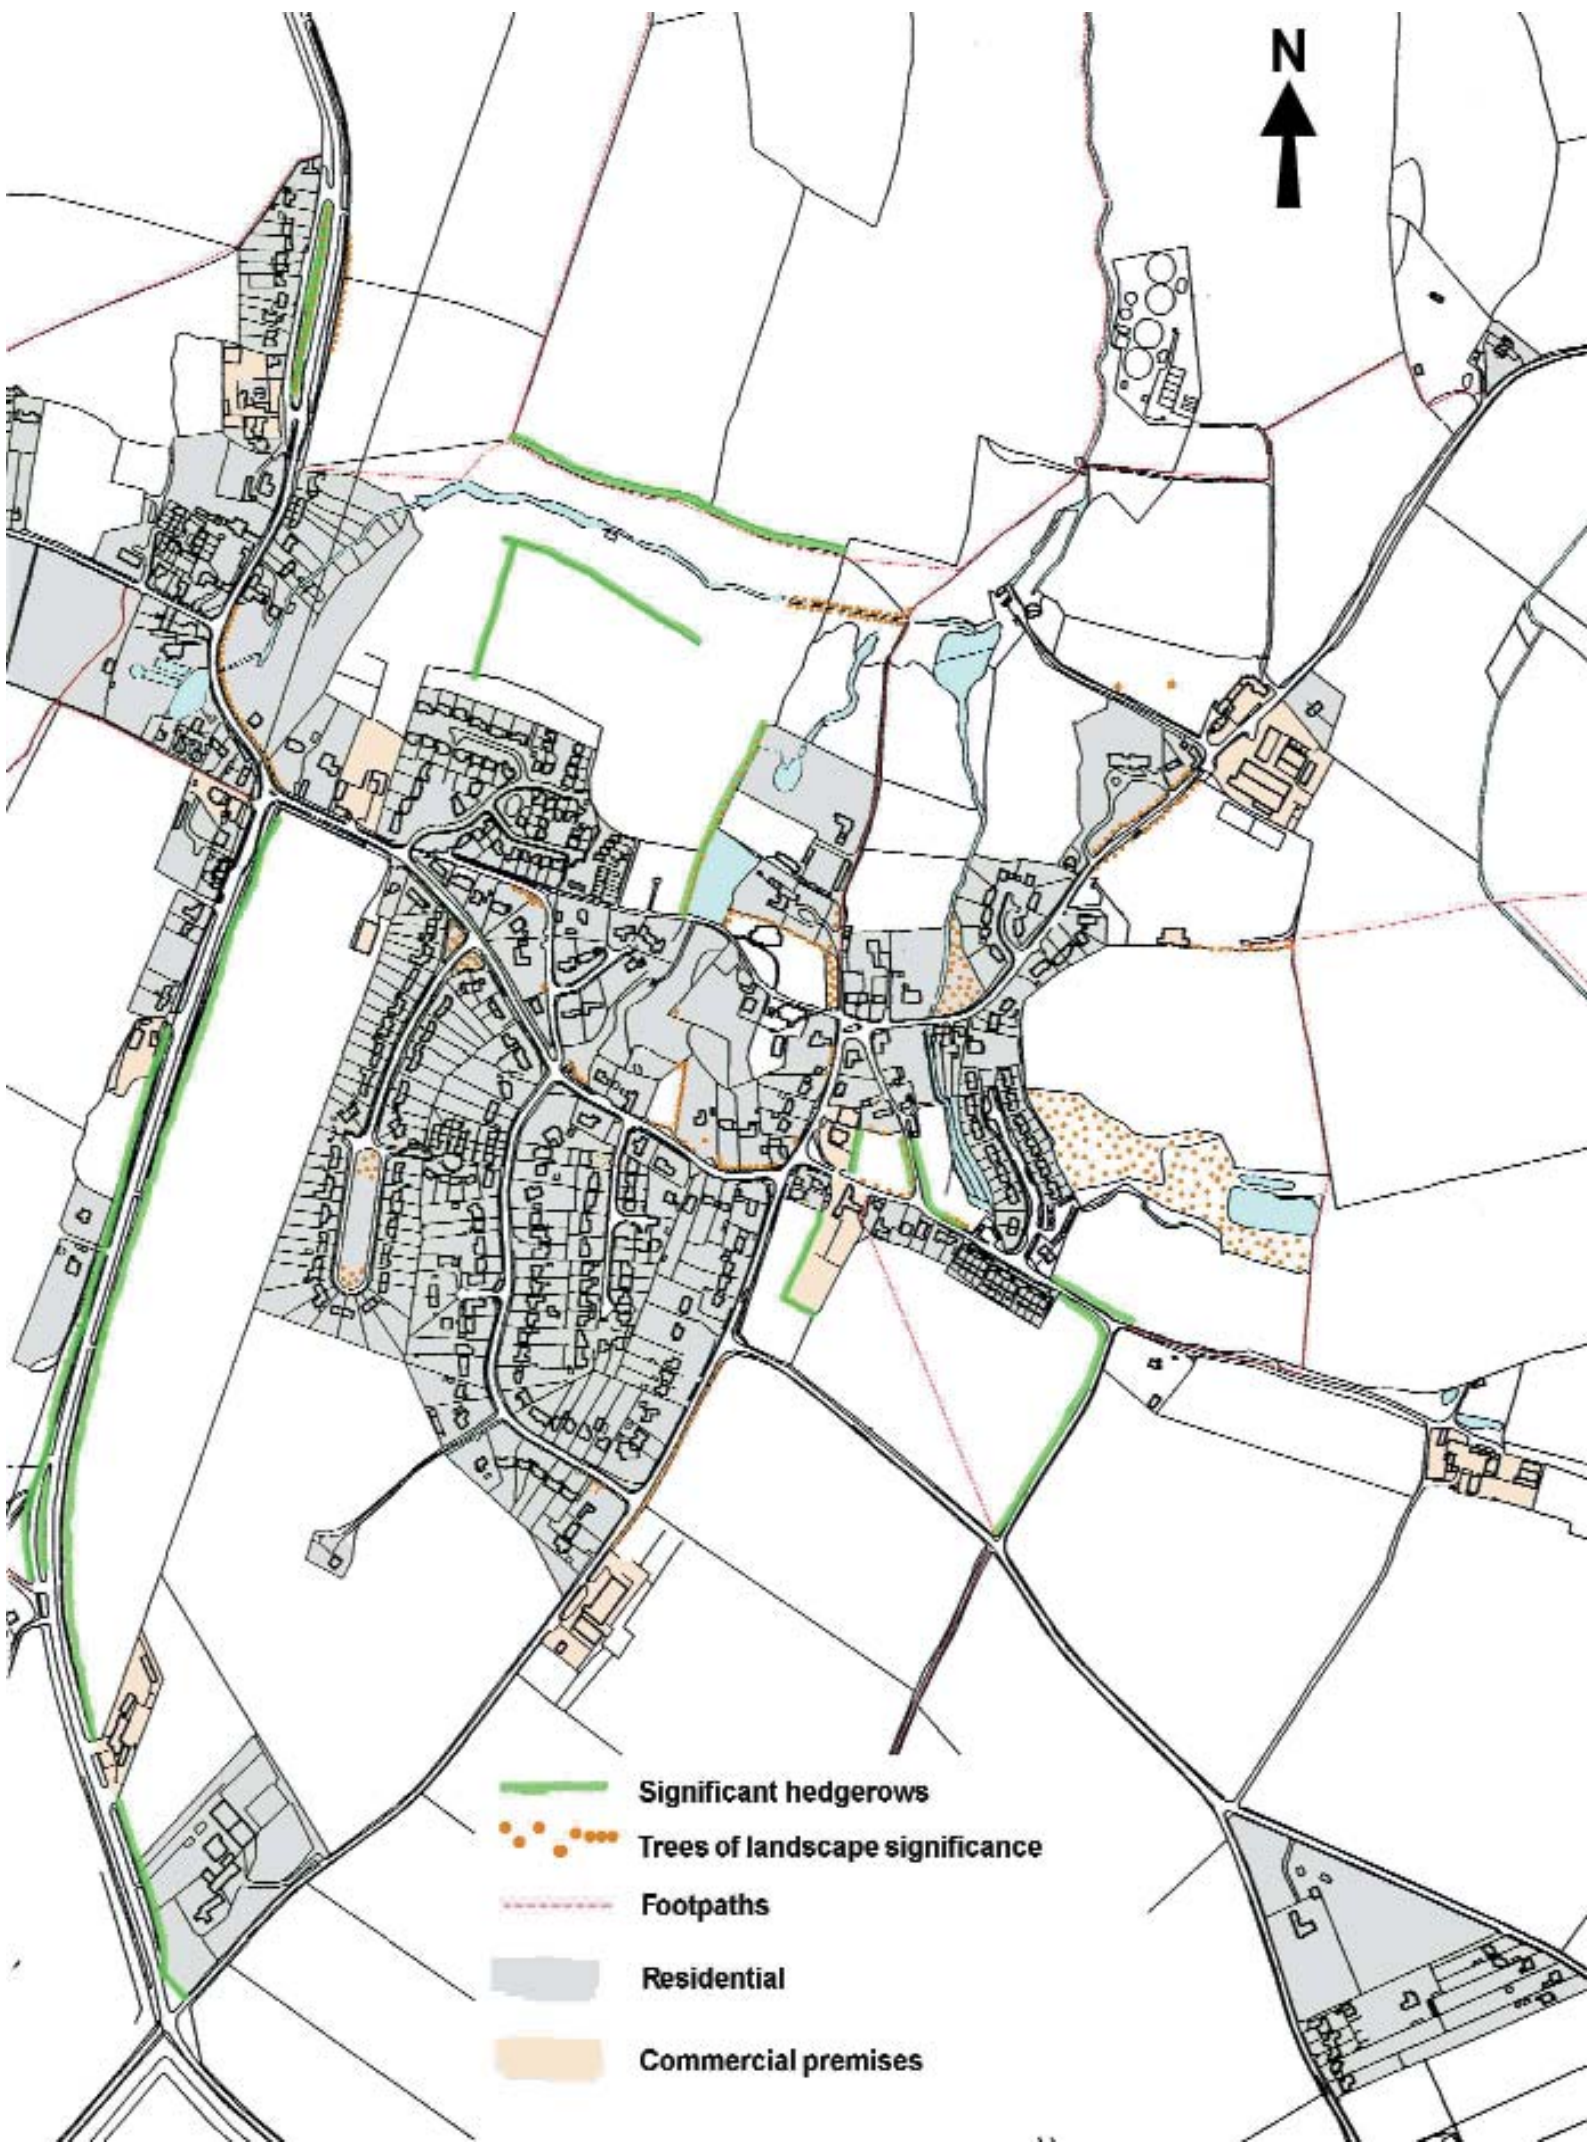 N
Significant hedgerows
Trees of landscape significance
Footpaths
Residential
Commercial premises